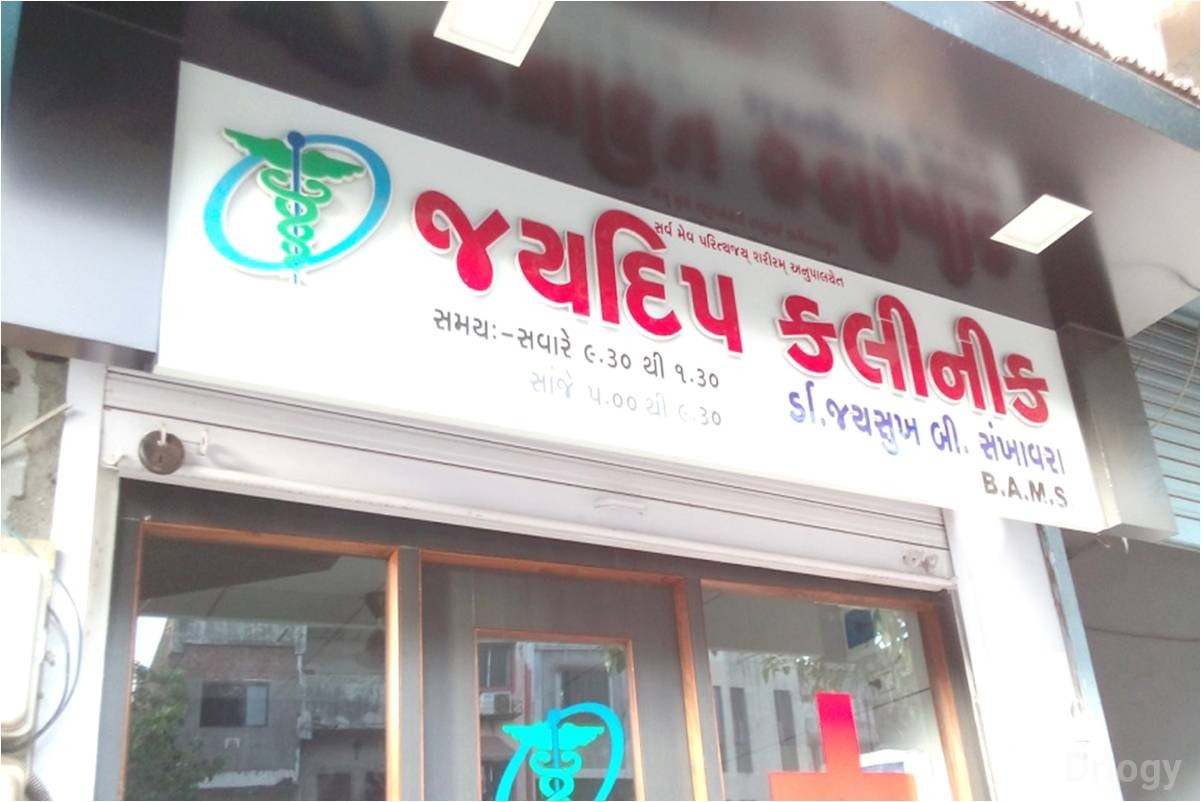 સર્વ મેવ પરિત્યજય્ શરીરમ્ અનુપાલયેત
જયદિપ કલીનીક
સમય:-સવારે ૯.૩૦ થી ૧.૩૦
સાંજે ૫.૦૦ થી ૯.૩૦
ર્ડા.જયસુખ બી. સંખાવરા
B.A.M.S
Drlogy